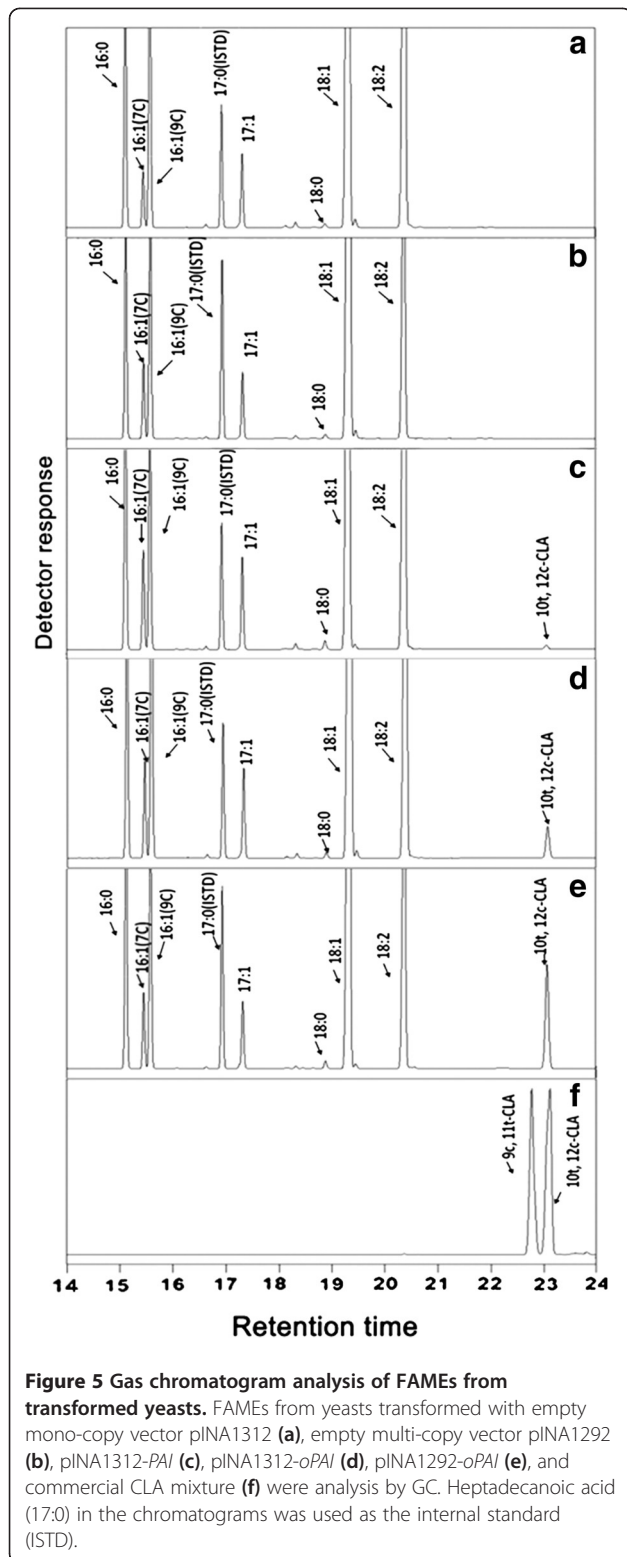 a
16:0
16:1(7C)
16:1(9C)
17:0(ISTD)
17:1
18:0
18:1
18:2
b
16:0
16:1(7C)
16:1(9C)
17:0(ISTD)
17:1
18:0
18:1
18:2
c
16:0
16:1(7C)
16:1(9C)
17:0(ISTD)
17:1
18:0
18:1
18:2
10t, 12c-CLA
d
16:0
16:1(7C)
16:1(9C)
17:0(ISTD)
17:1
18:0
18:1
18:2
10t, 12c-CLA
e
16:0
16:1(7C)
16:1(9C)
17:0(ISTD)
17:1
18:0
18:1
18:2
10t, 12c-CLA
f
9c, 11t-CLA
10t, 12c-CLA
Detector response
14 15 16 17 18 19 20 21 22 23 24
Retention time
Figure 5 Gas chromatogram analysis of FAMEs from
transformed yeasts. FAMEs from yeasts transformed with empty
mono-copy vector pINA1312 (a), empty multi-copy vector pINA1292
(b), pINA1312-PAI (c), pINA1312-oPAI (d), pINA1292-oPAI (e), and
commercial CLA mixture (f) were analysis by GC. Heptadecanoic acid
(17:0) in the chromatograms was used as the internal standard
(ISTD).